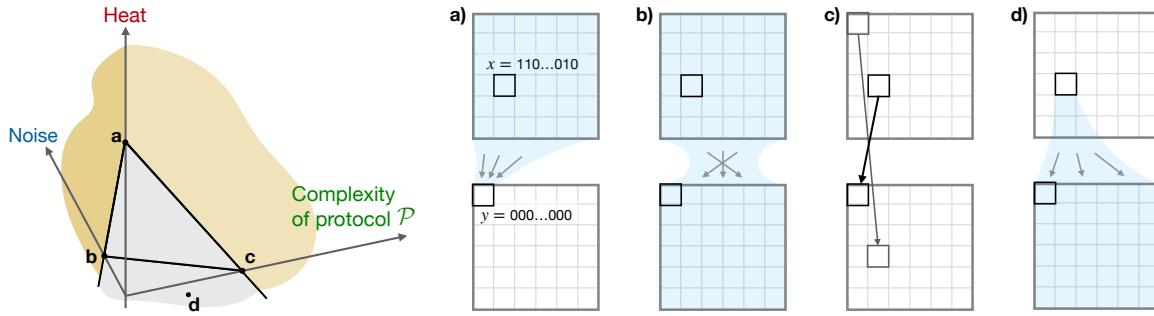 Heat
Noise
a
Complexity
of protocol 𝒫
b
c
d
a)
x = 110...010
y = 000...000
b)
c)
d)